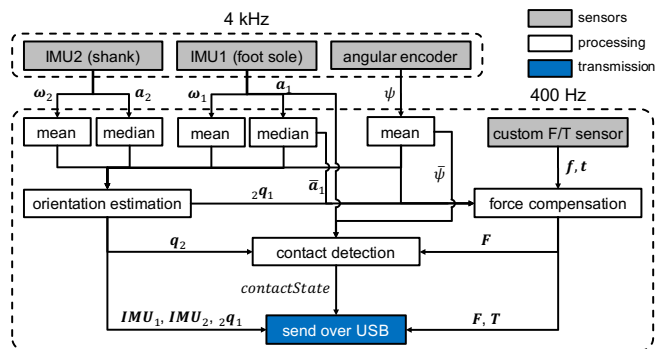 4 kHz
sensors
processing
transmission
IMU2 (shank)
IMU1 (foot sole)
angular encoder
400 Hz
ω₂
a₂
ω₁
a₁
ψ
mean
median
mean
median
mean
custom F/T sensor
f, t
ā₁
ψ̄
orientation estimation
₂q₁
force compensation
q₂
contact detection
F
contactState
IMU₁, IMU₂, ₂q₁
send over USB
F, T